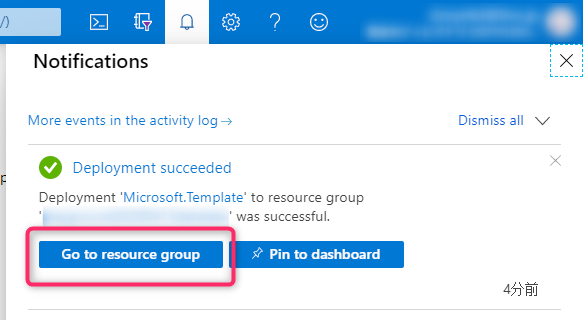 /)
Notifications
More events in the activity log →
Dismiss all
Deployment succeeded
Deployment 'Microsoft.Template' to resource group
' ' was successful.
Go to resource group
Pin to dashboard
4分前